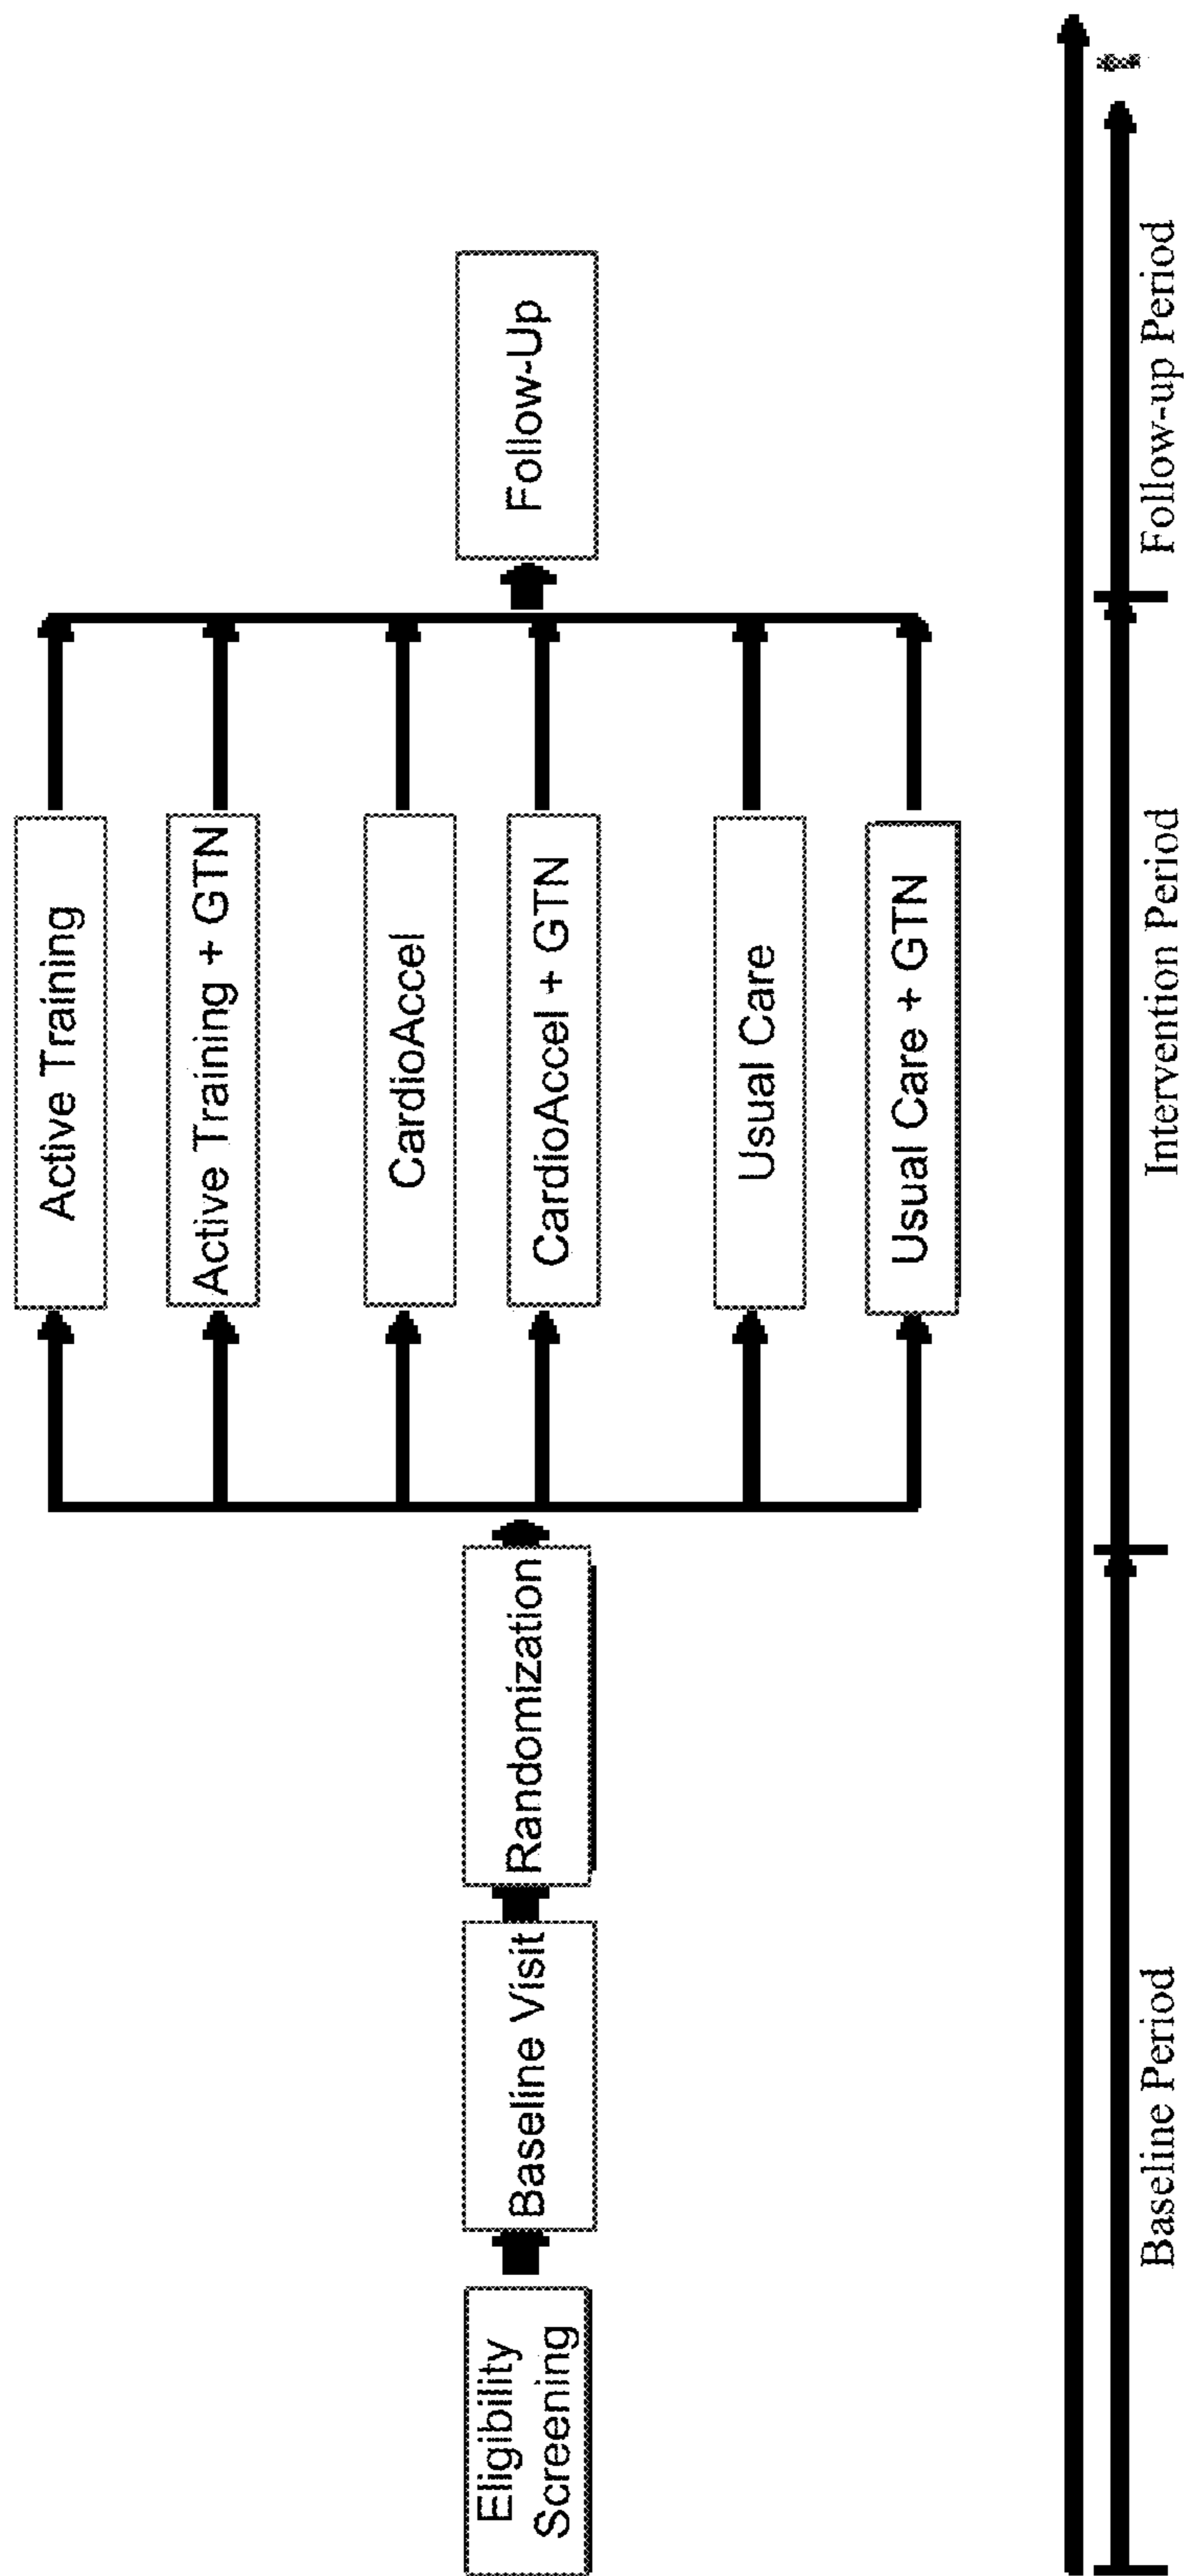 Eligibility
Screening
Baseline Visit
Randomization
Active Training
Active Training + GTN
CardioAccel
CardioAccel + GTN
Usual Care
Usual Care + GTN
Follow-Up
Baseline Period
Intervention Period
Follow-up Period